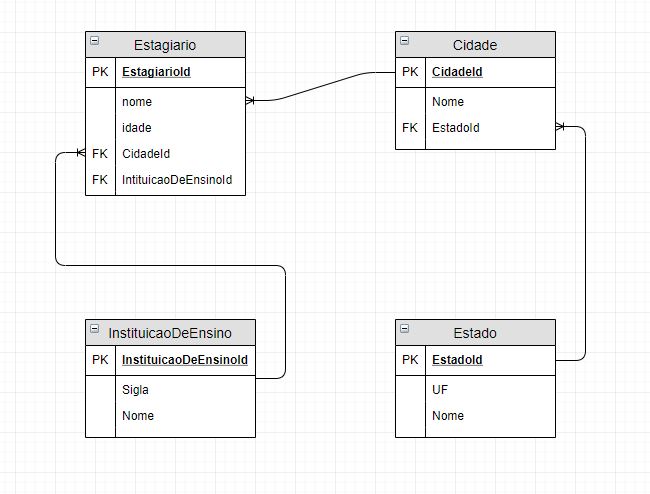 Estagiario
PK EstagiarioId
nome
idade
FK CidadeId
FK IntituicaoDeEnsinoId
Cidade
PK CidadeId
Nome
FK EstadoId
InstituicaoDeEnsino
PK InstituicaoDeEnsinoId
Sigla
Nome
Estado
PK EstadoId
UF
Nome